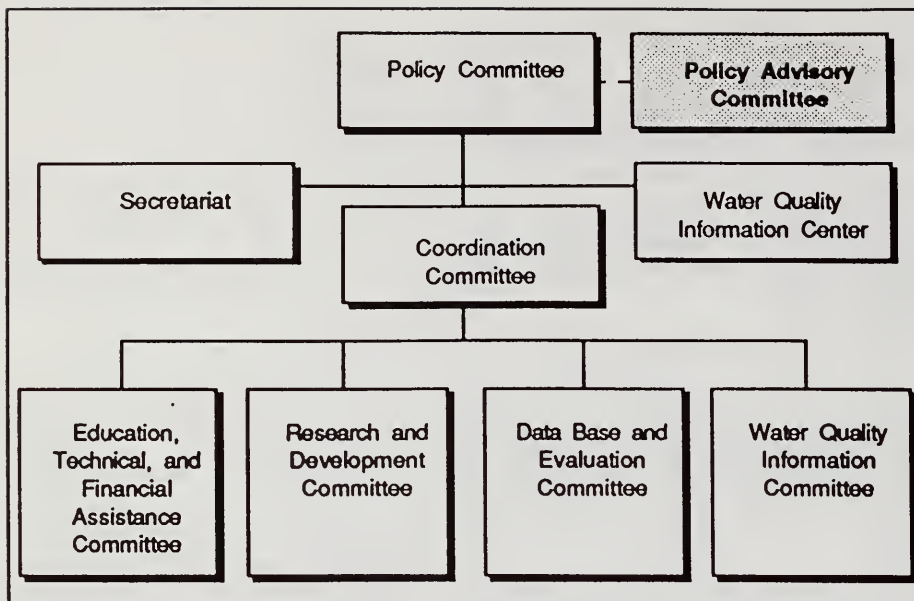 Policy Committee
Policy Advisory
Committee
Secretariat
Water Quality
Information Center
Coordination
Committee
Education,
Technical, and
Financial
Assistance
Committee
Research and
Development
Committee
Data Base and
Evaluation
Committee
Water Quality
Information
Committee